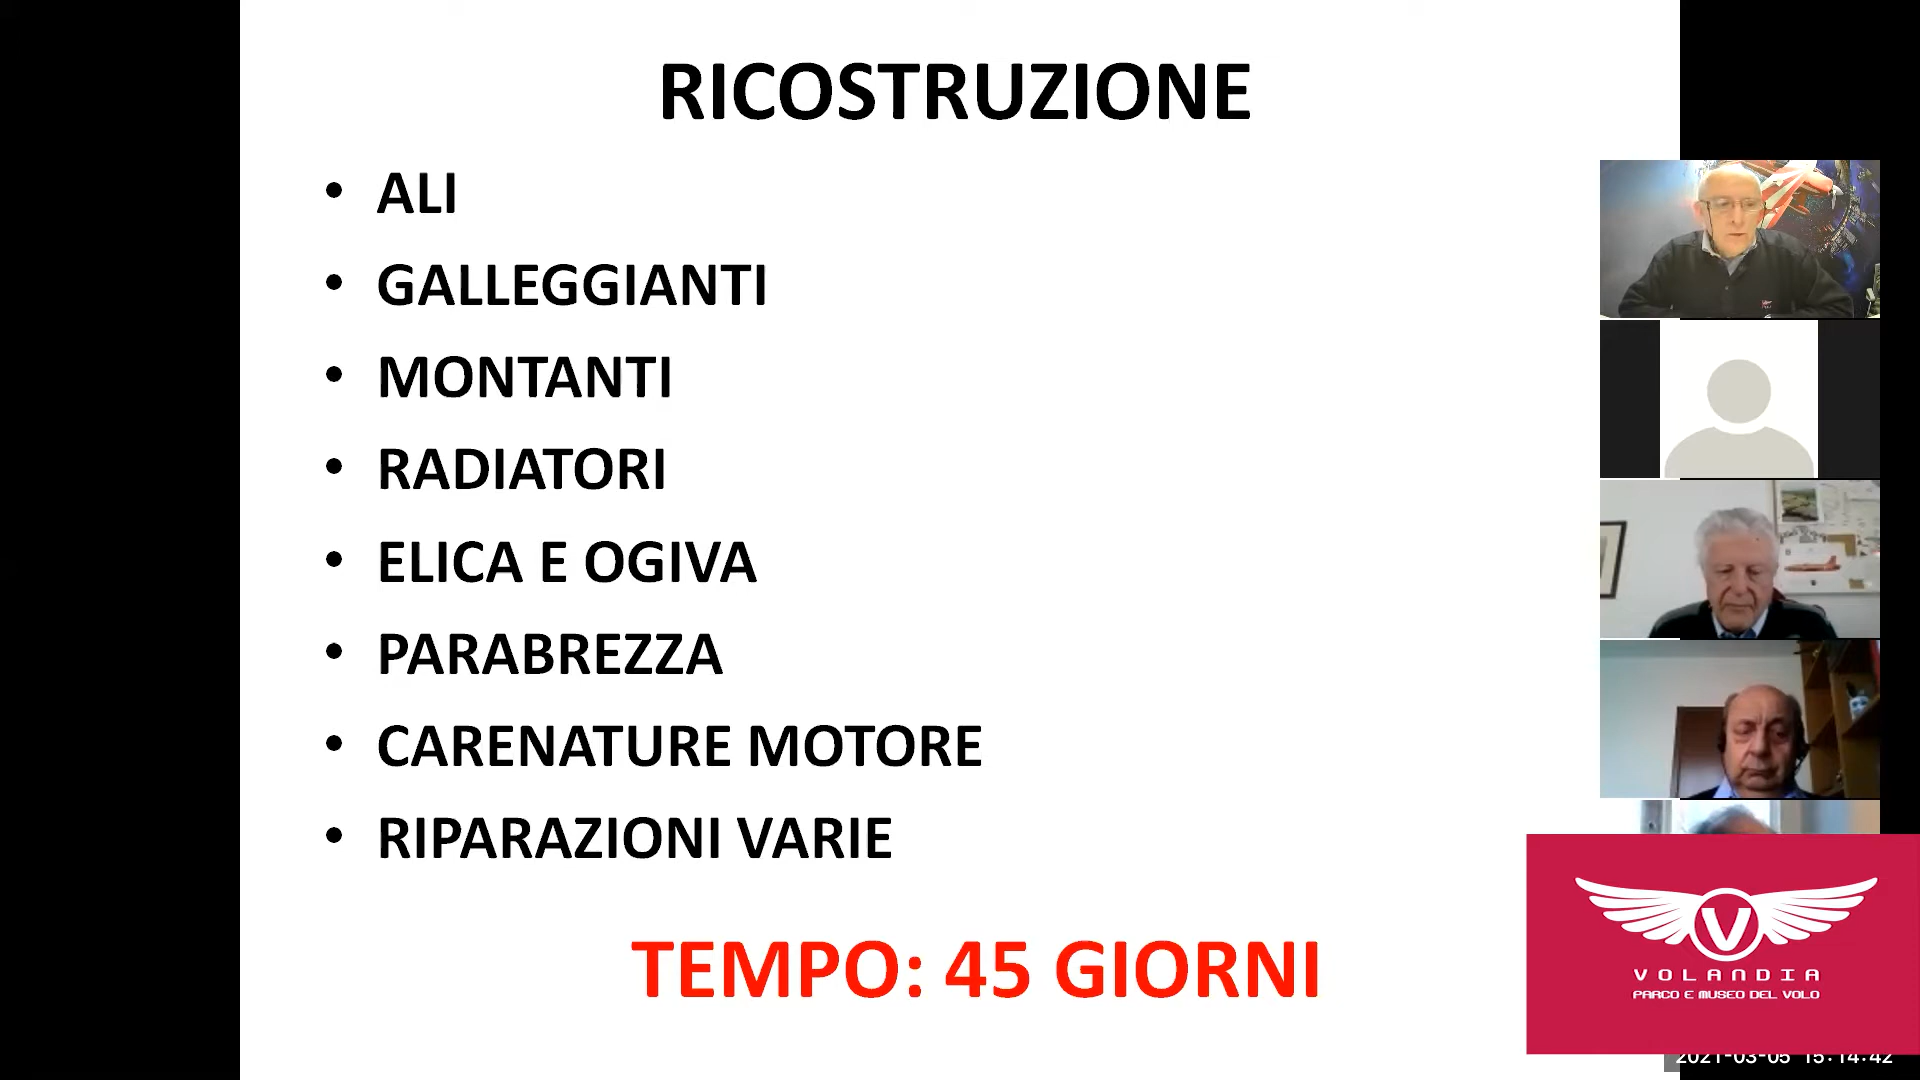 RICOSTRUZIONE
• ALI
• GALLEGGIANTI
• MONTANTI
• RADIATORI
• ELICA E OGIVA
• PARABREZZA
• CARENATURE MOTORE
• RIPARAZIONI VARIE
TEMPO: 45 GIORNI
V
VOLANDIA
PARCO E MUSEO DEL VOLO
2021-03-05 15:14:42